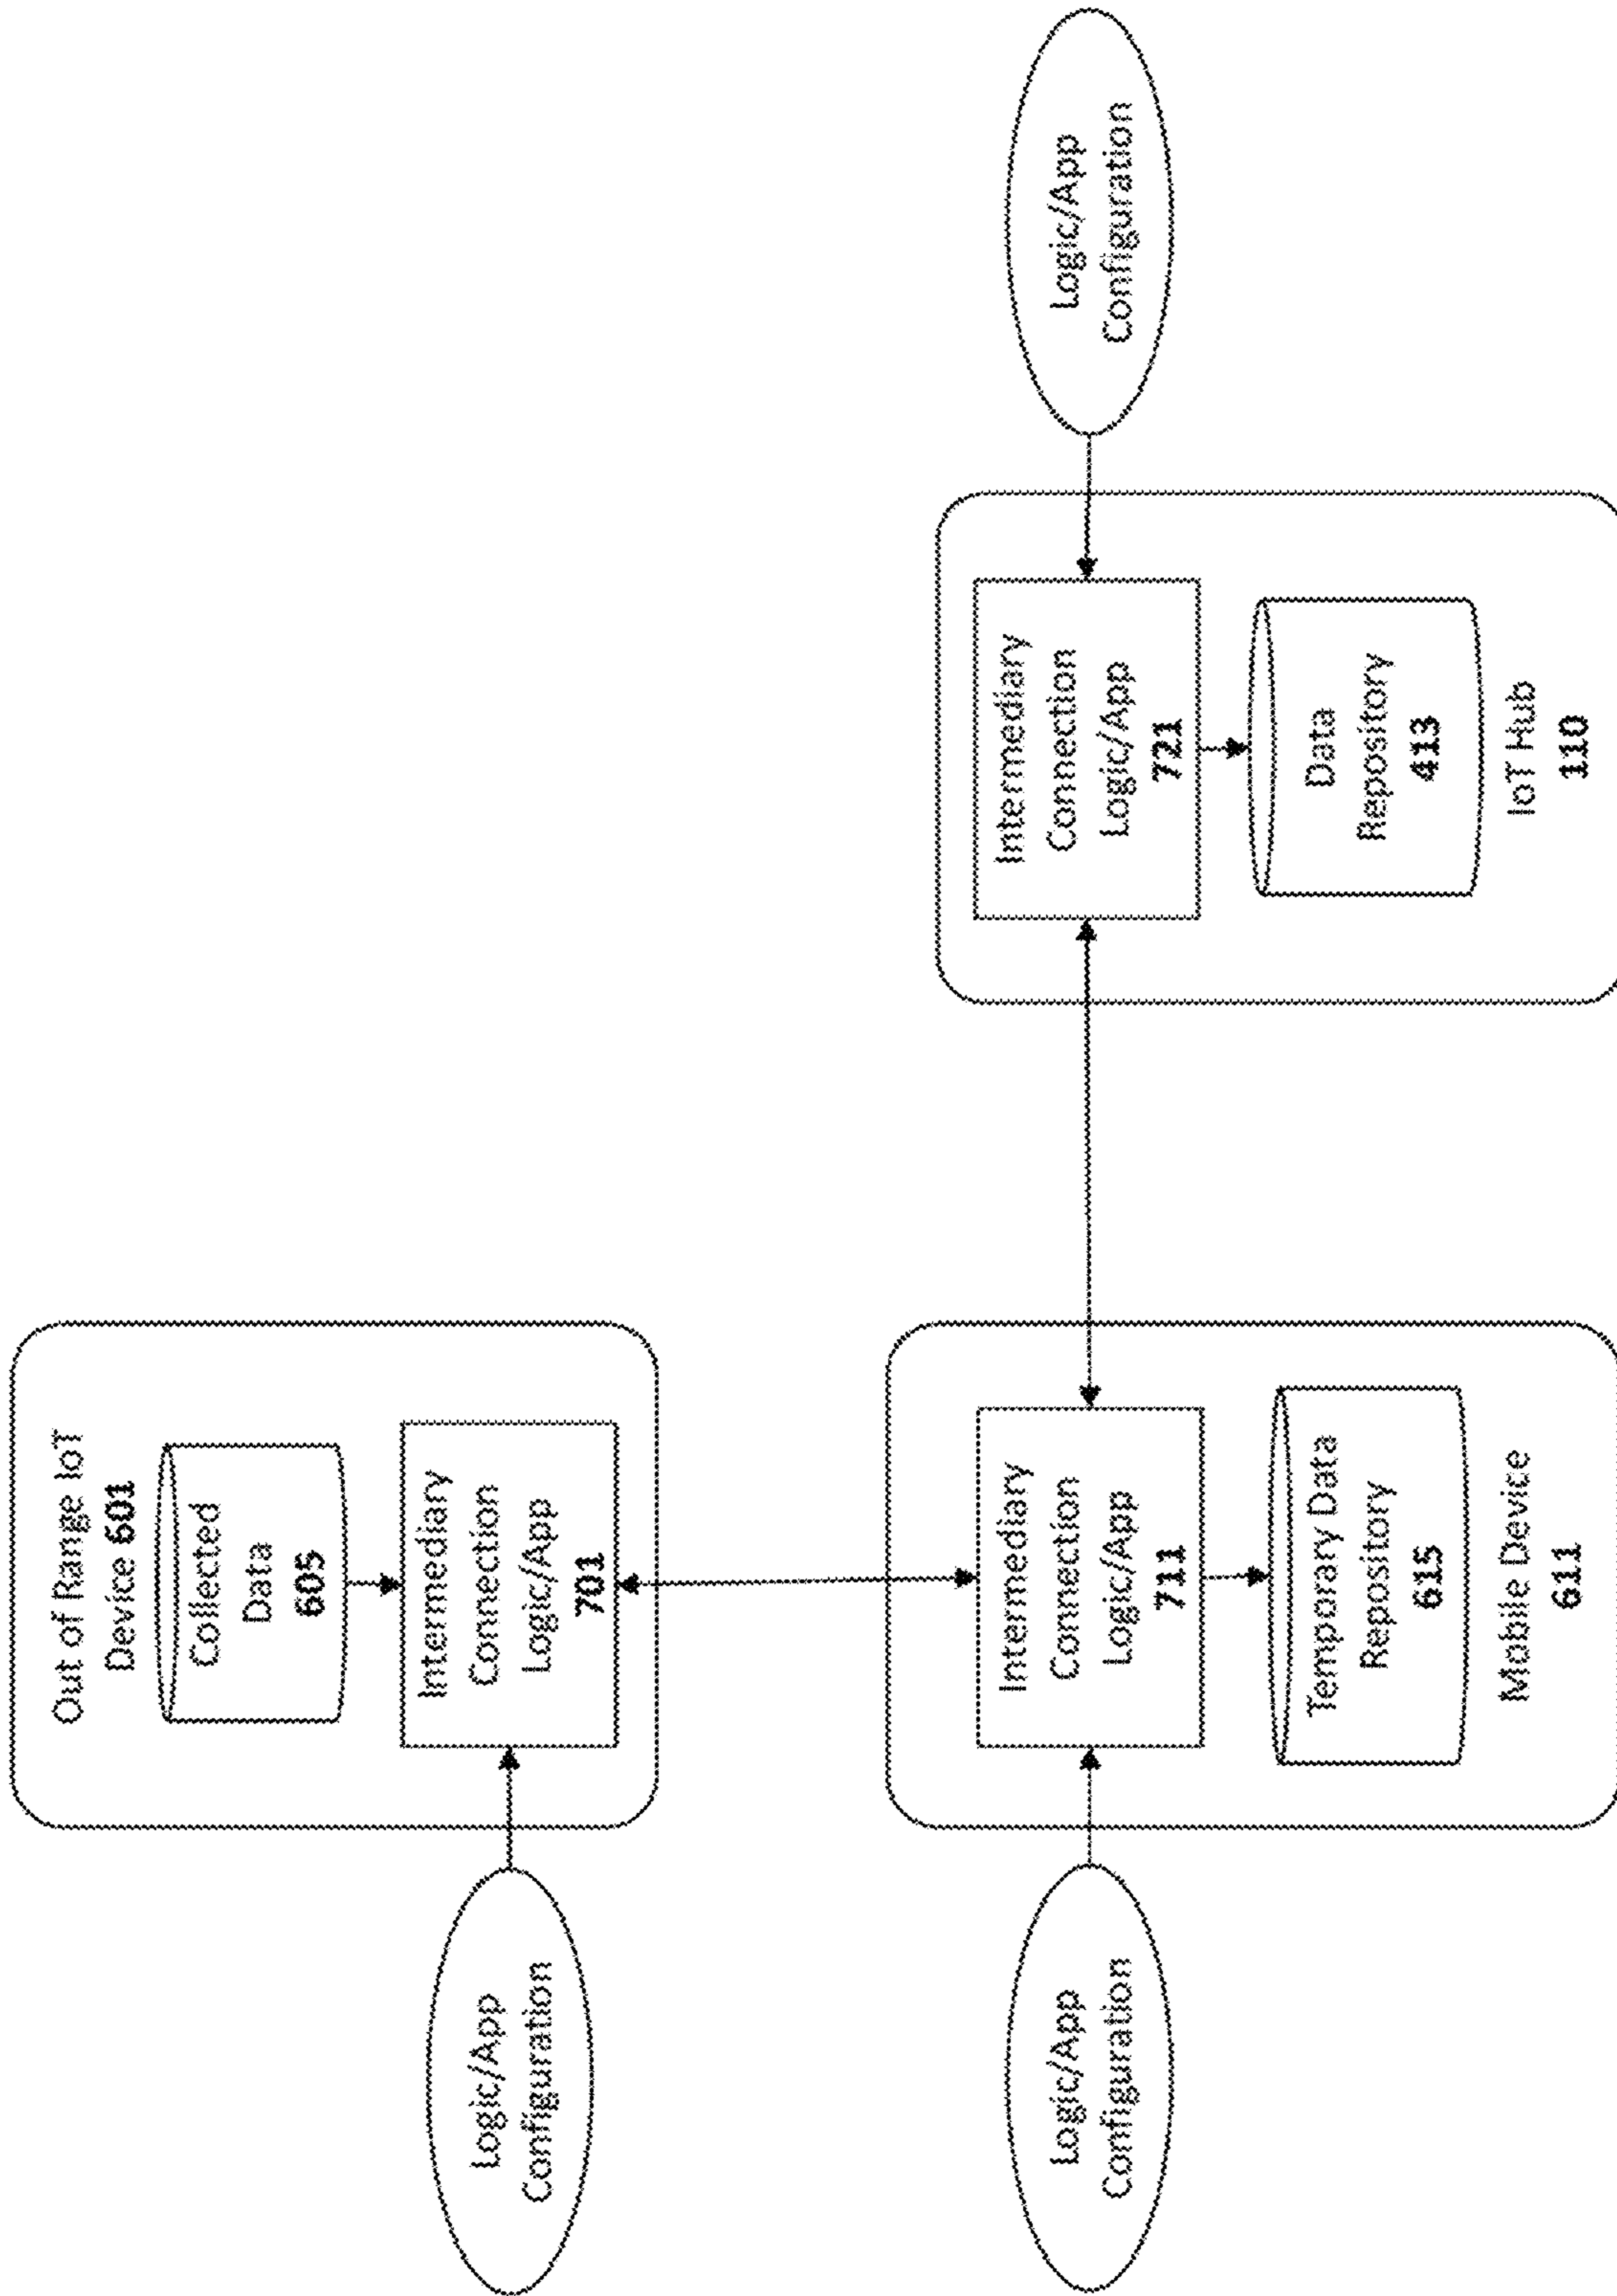 Out of Range IoT
Device 601
Collected
Data
605
Intermediary
Connection
Logic/App
701
Logic/App
Configuration
Logic/App
Configuration
Intermediary
Connection
Logic/App
711
Temporary Data
Repository
615
Mobile Device
611
Intermediary
Connection
Logic/App
721
Data
Repository
413
IoT Hub
110
Logic/App
Configuration